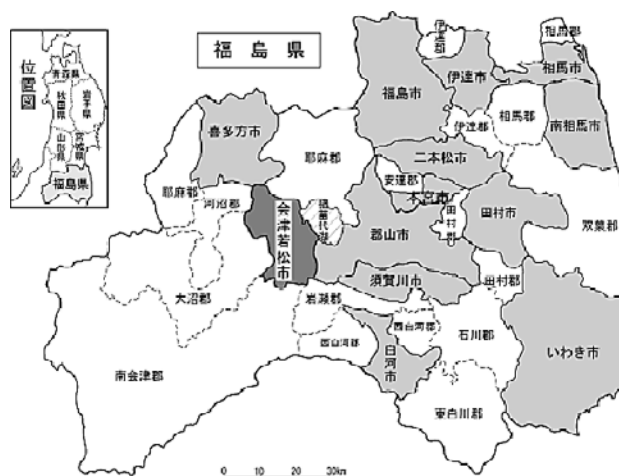 位置図
青森県
秋田県
岩手県
山形県
宮城県
福島県
福島県
伊達郡
相馬郡
福島市
伊達市
相馬市
喜多方市
耶麻郡
伊達郡
相馬郡
南相馬市
二本松市
安達郡
本宮市
耶麻郡
河沼郡
会津若松市
猪苗代湖
田村郡
田村市
双葉郡
郡山市
大沼郡
須賀川市
田村郡
岩瀬郡
西白河郡
石川郡
いわき市
西白河郡
白河市
南会津郡
東白川郡
0 10 20 30km